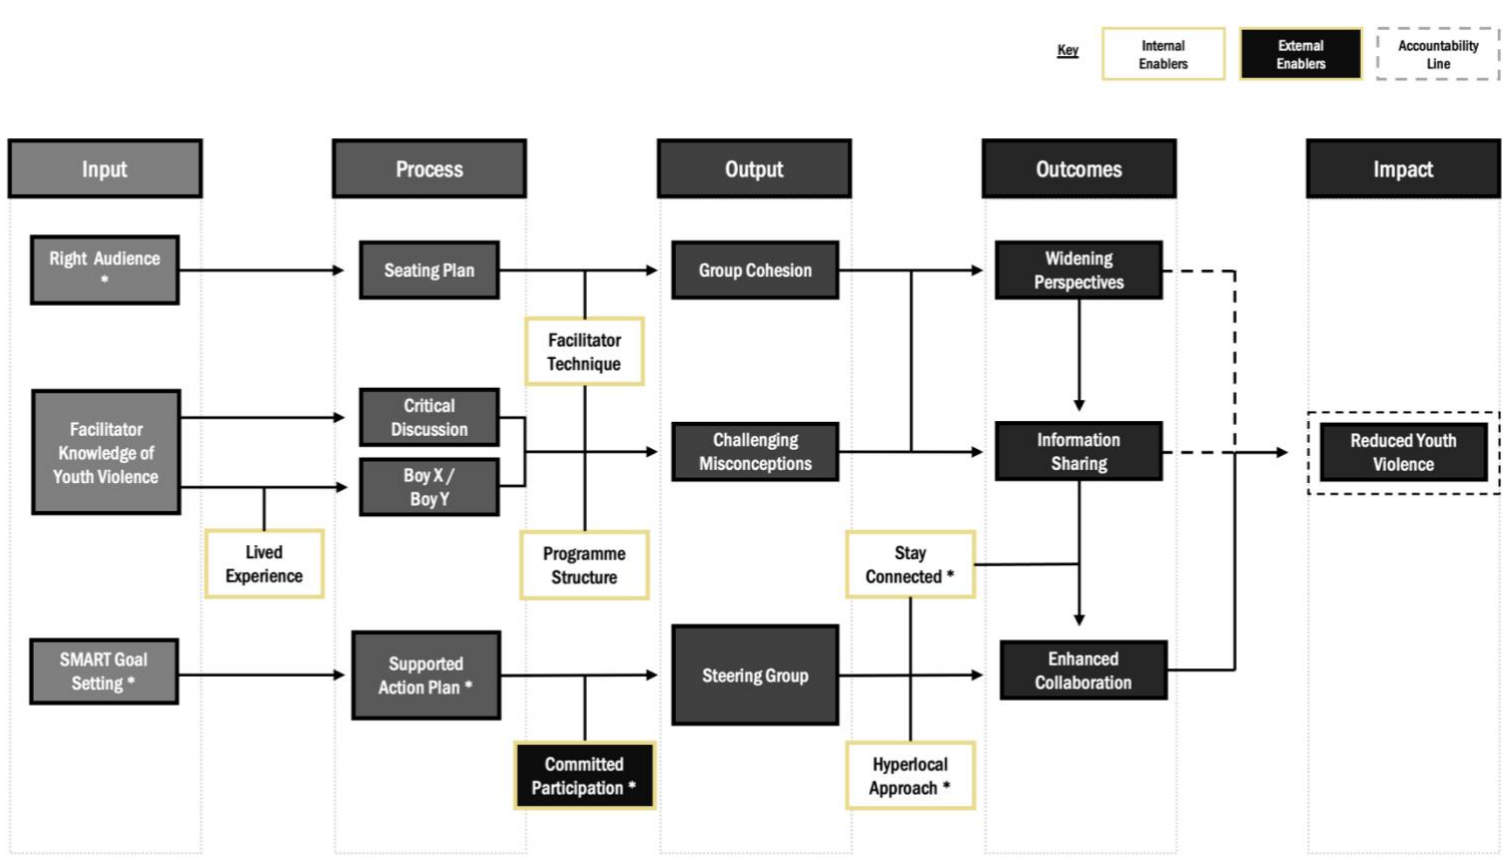 Key
Internal
Enablers
External
Enablers
Accountability
Line
Input
Process
Output
Outcomes
Impact
Right Audience
*
Seating Plan
Group Cohesion
Widening
Perspectives
Facilitator
Technique
Facilitator
Knowledge of
Youth Violence
Critical
Discussion
Boy X /
Boy Y
Challenging
Misconceptions
Information
Sharing
Reduced Youth
Violence
Lived
Experience
Programme
Structure
Stay
Connected *
SMART Goal
Setting *
Supported
Action Plan *
Steering Group
Enhanced
Collaboration
Committed
Participation *
Hyperlocal
Approach *